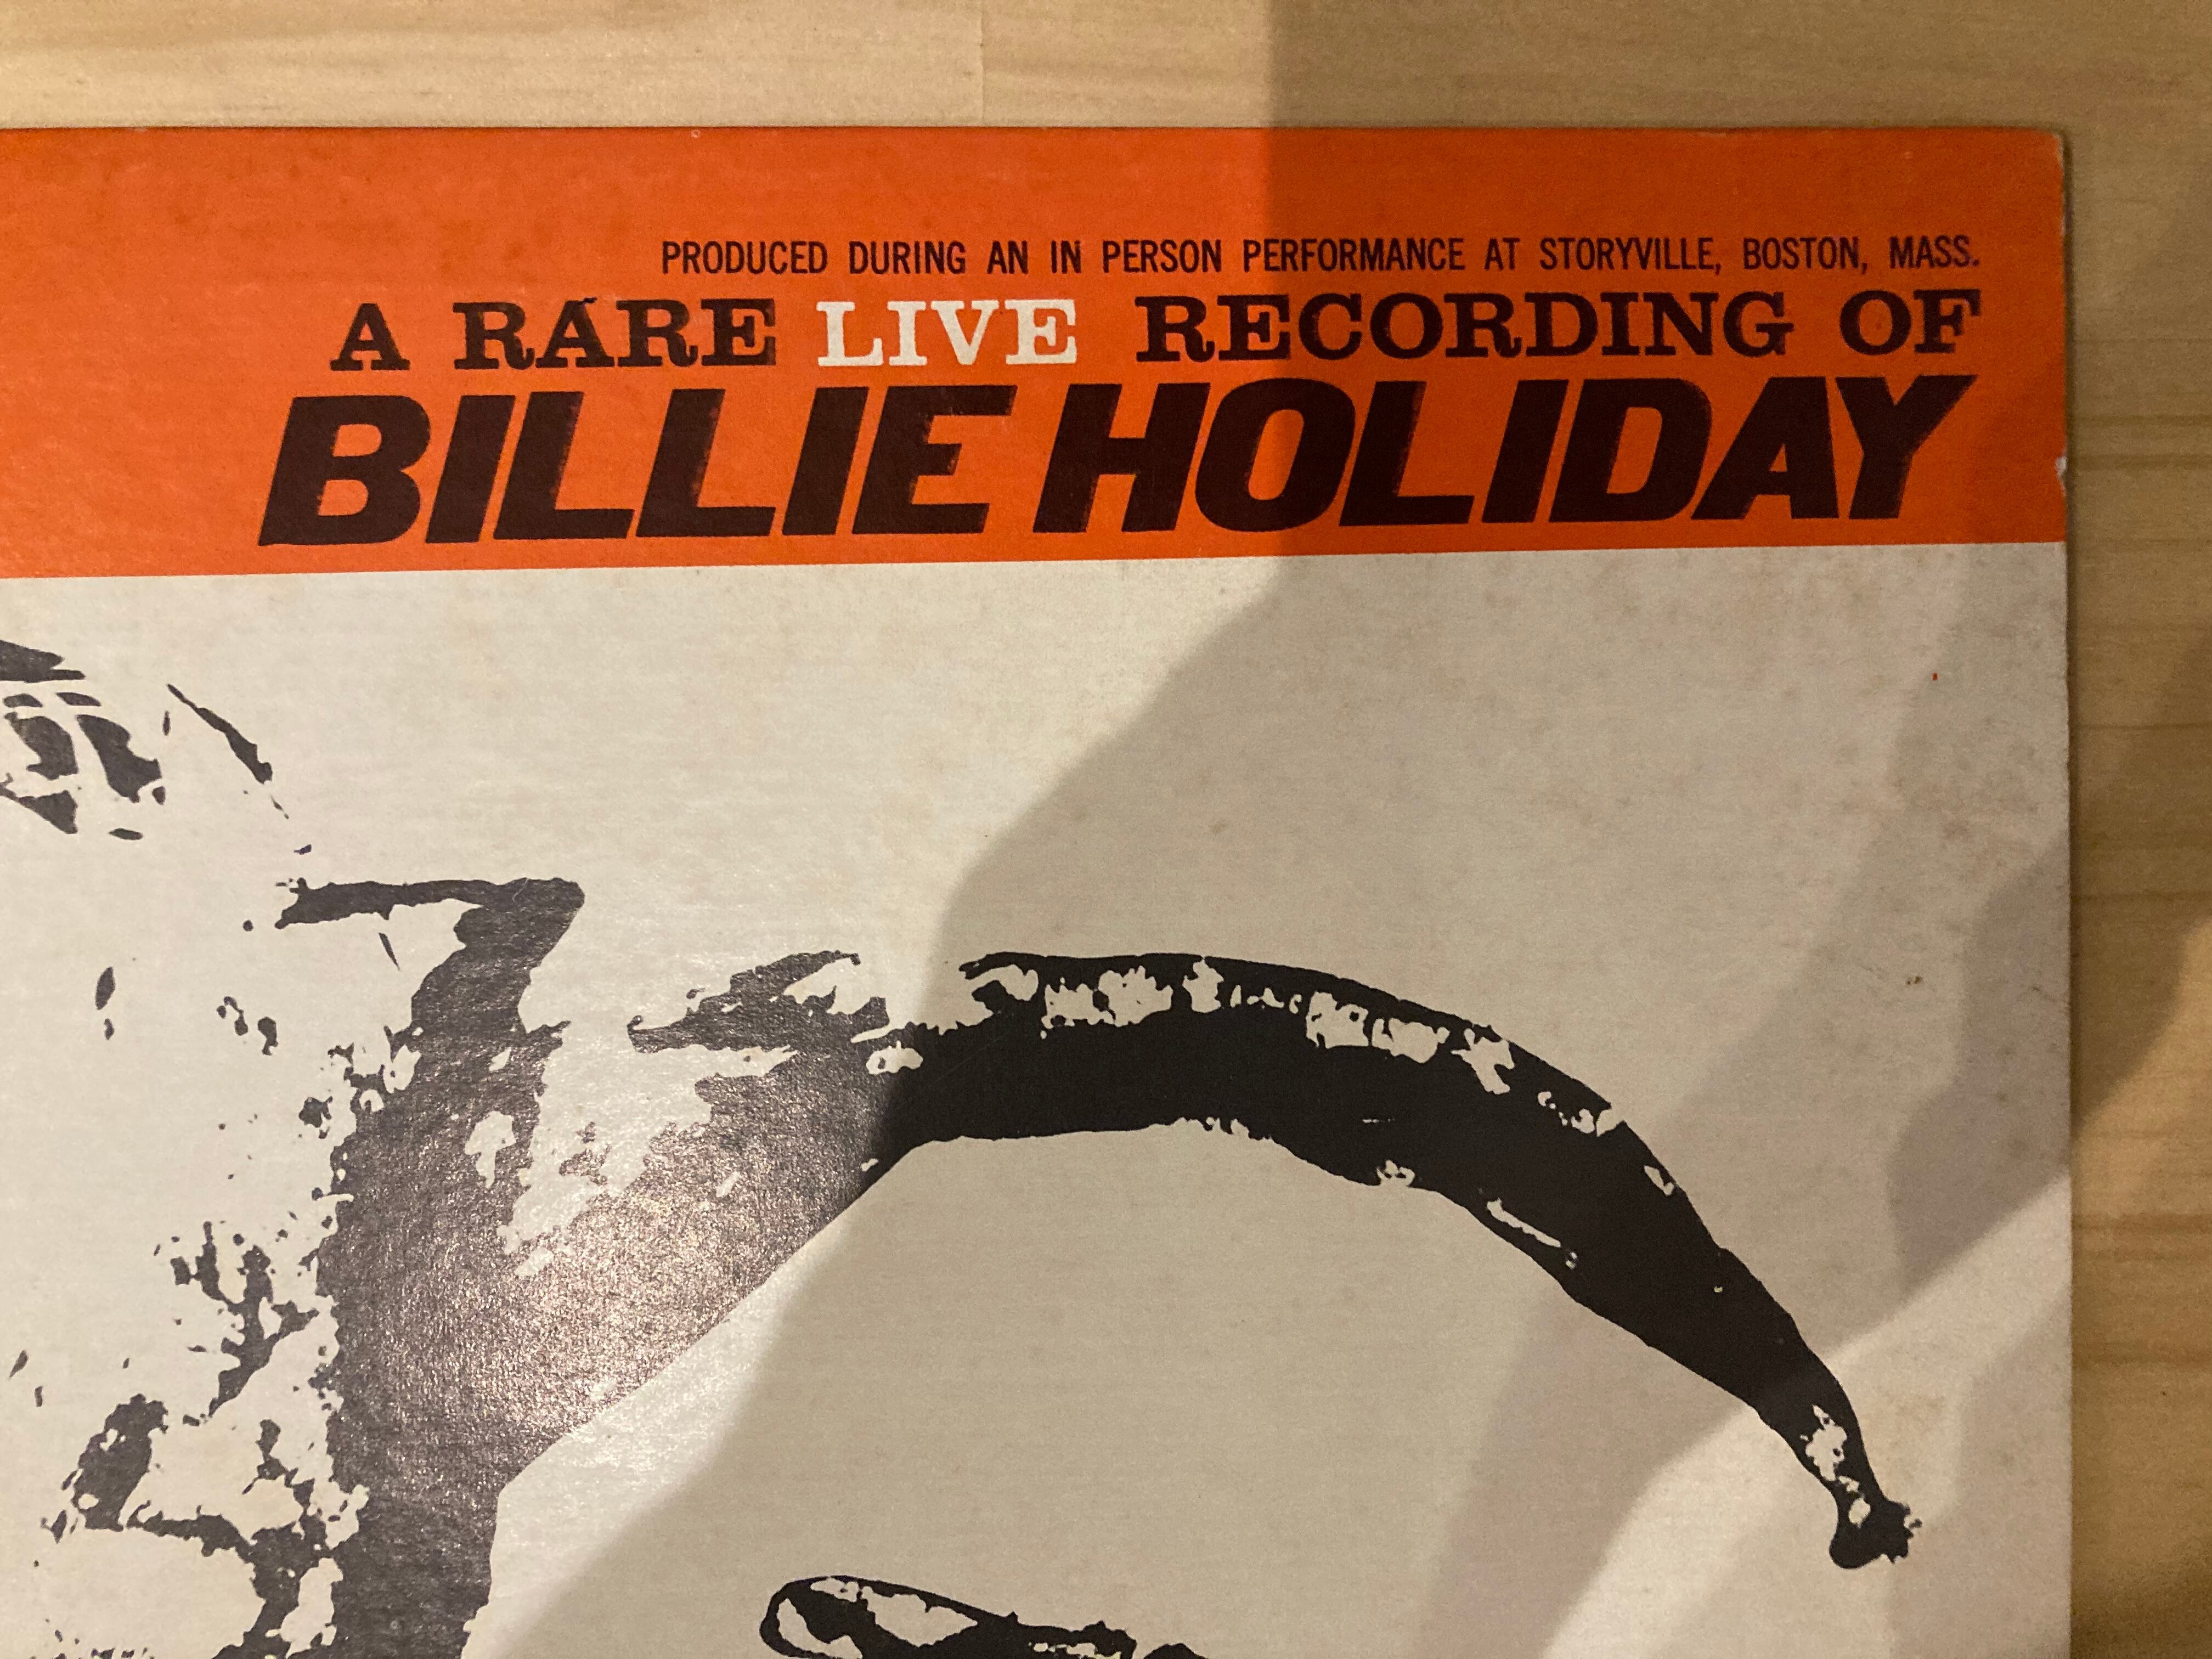 PRODUCED DURING AN IN PERSON PERFORMANCE AT STORYVILLE, BOSTON, MASS.
A RARE LIVE RECORDING OF
BILLIE HOLIDAY